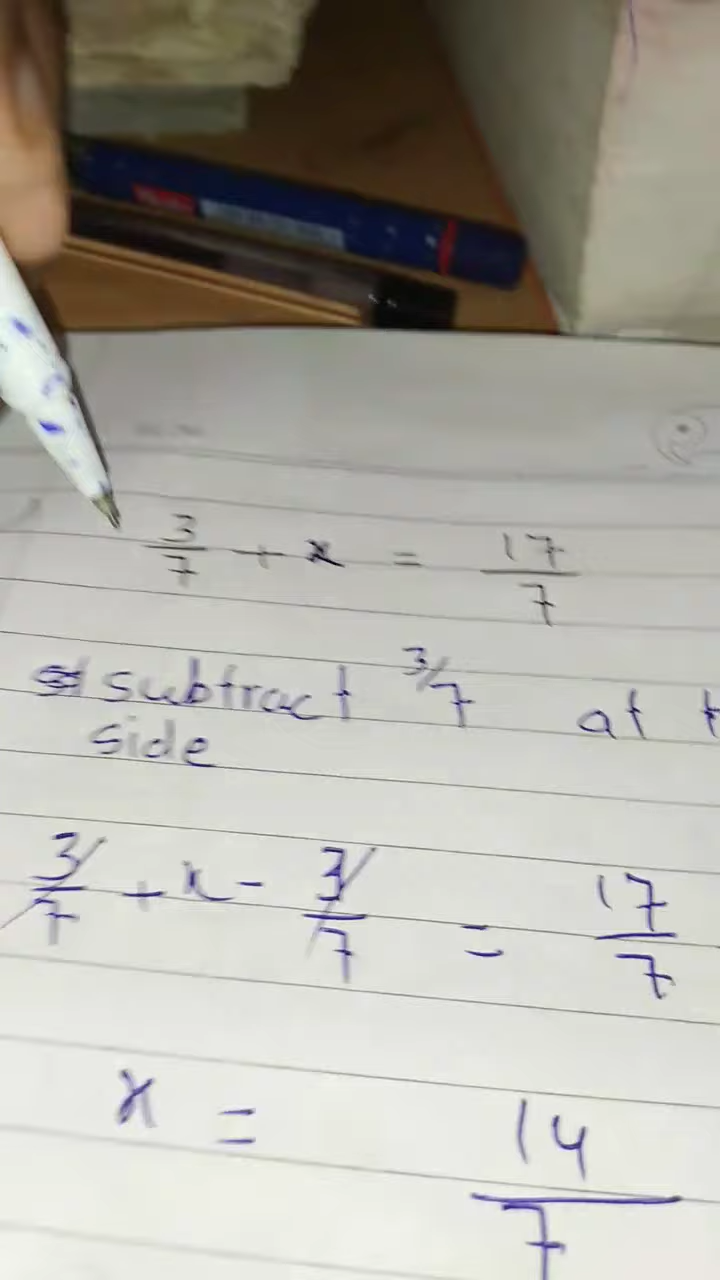 3/7 + x = 17/7
subtract 3/7 at
side
3/7 + x - 3/7 = 17/7
x = 14/7